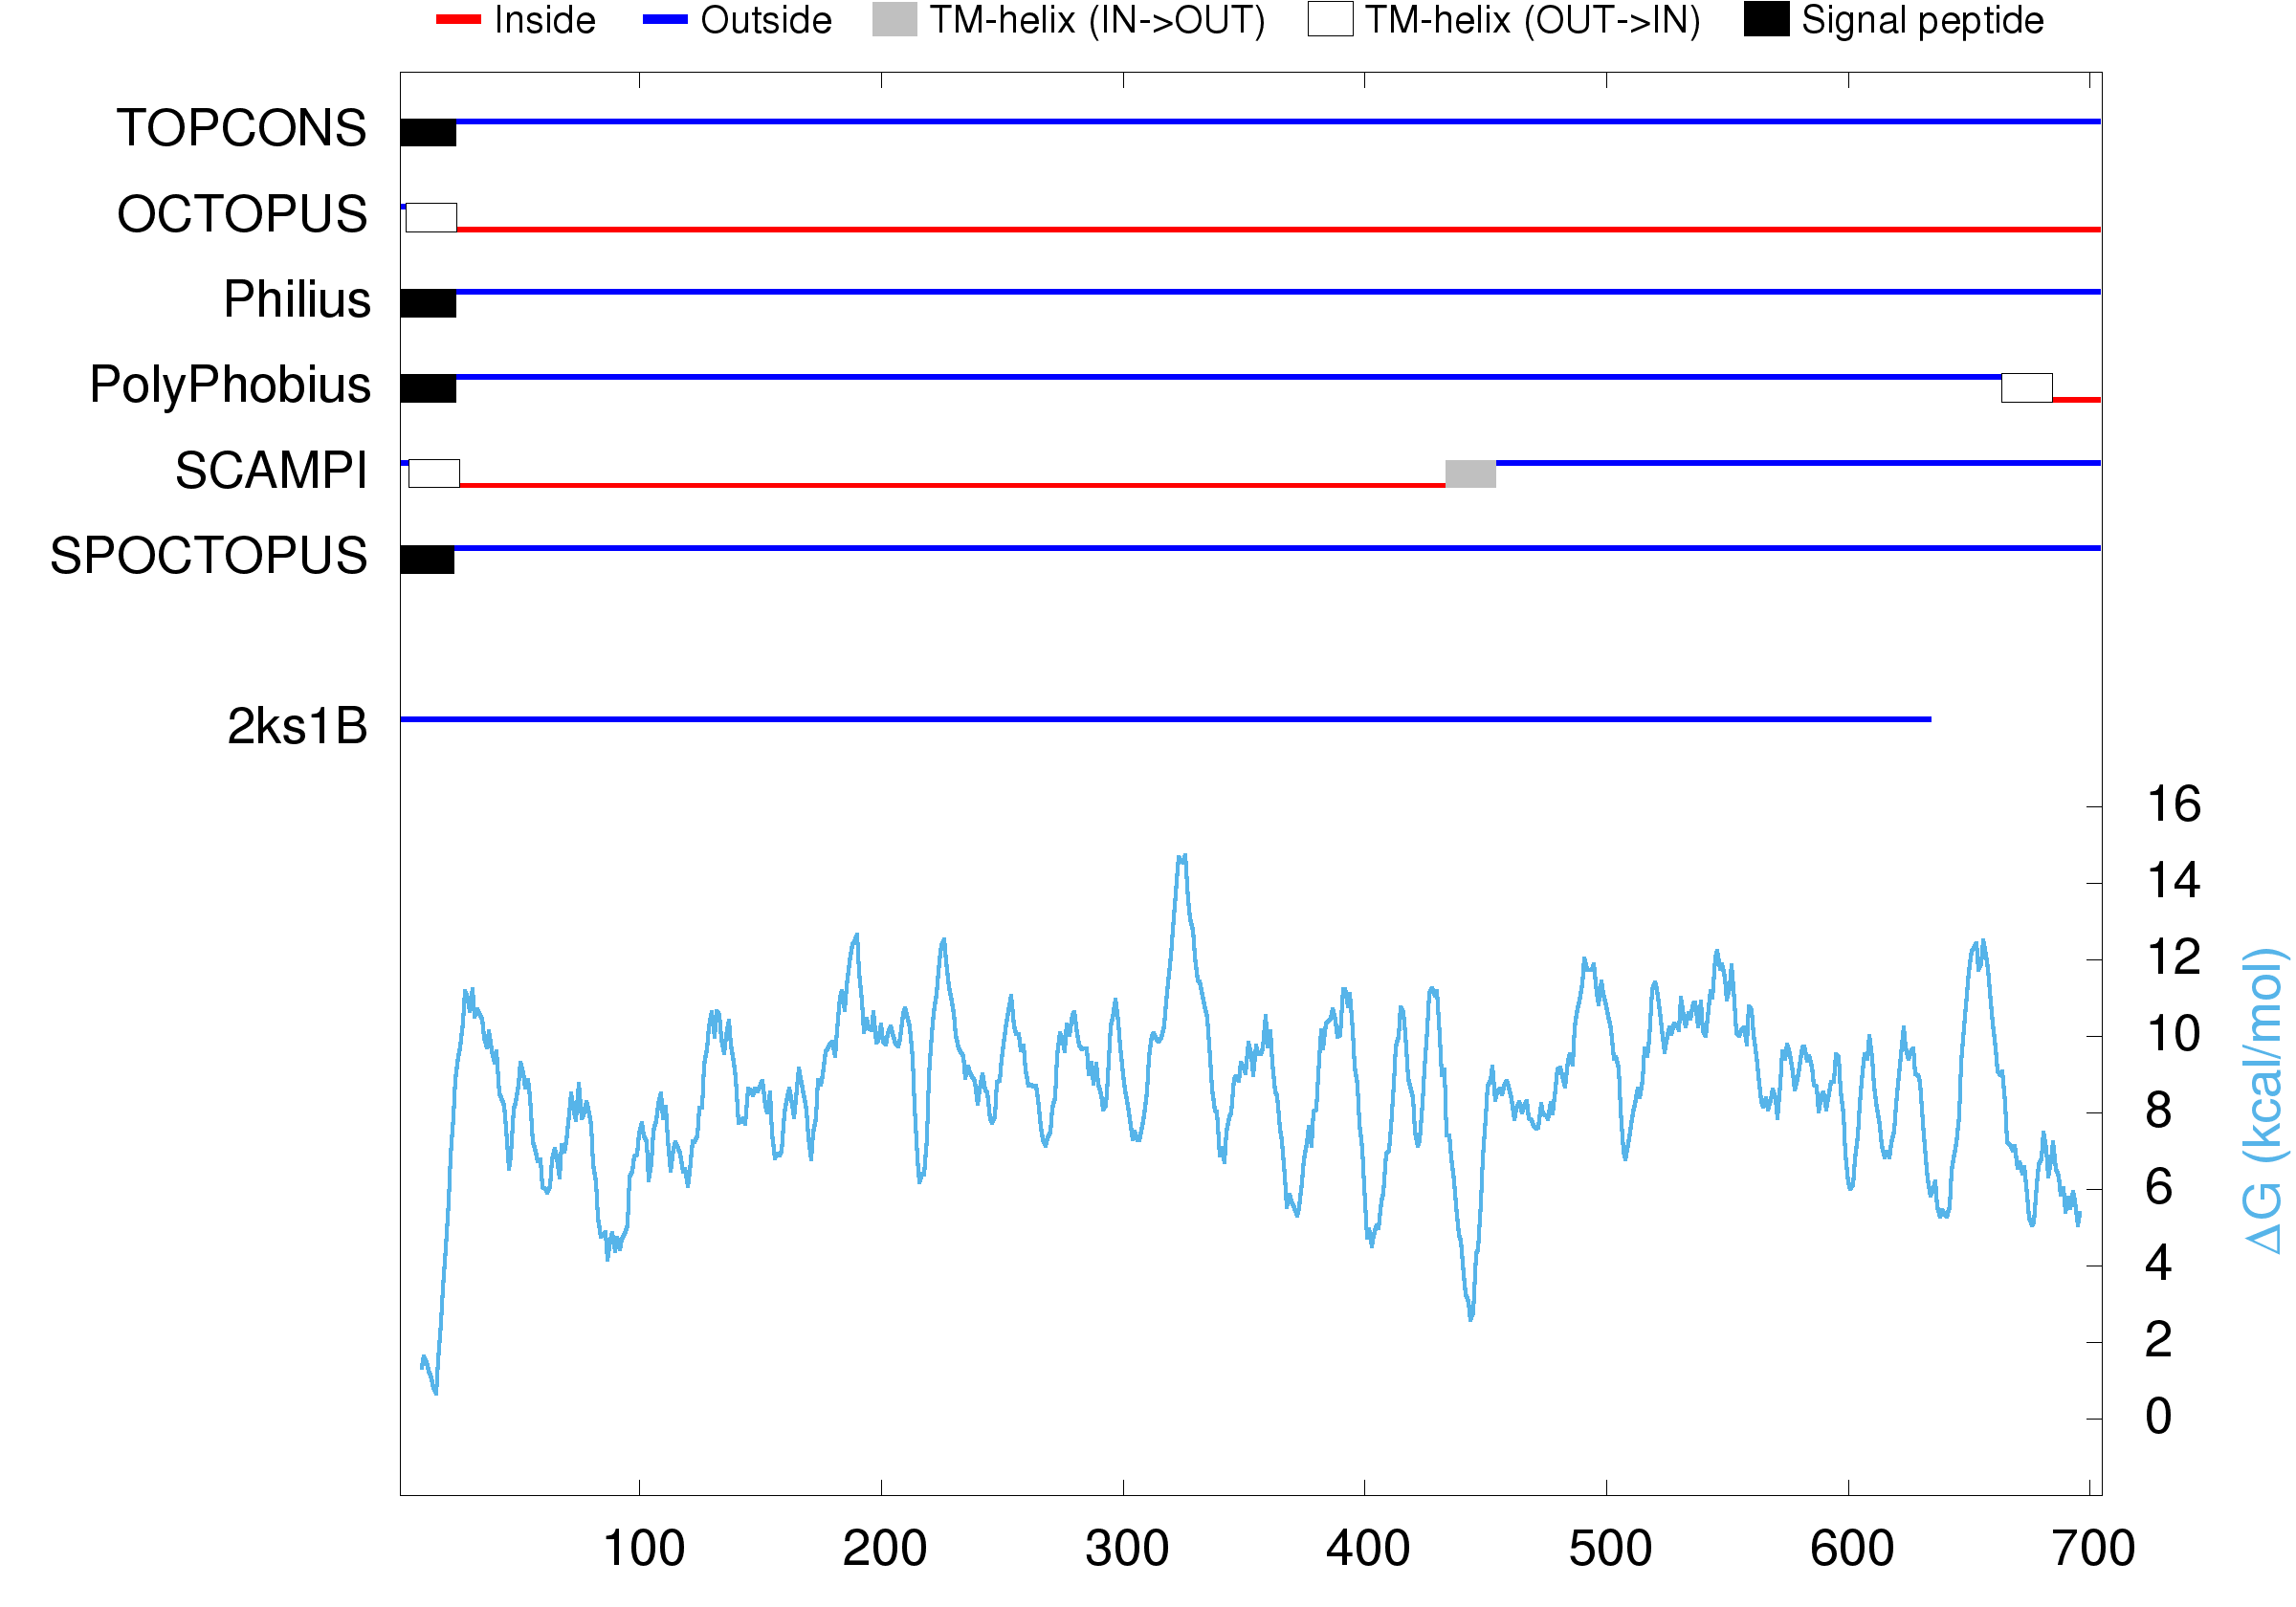 Inside Outside TM-helix (IN->OUT) TM-helix (OUT->IN) Signal peptide
TOPCONS
OCTOPUS
Philius
PolyPhobius
SCAMPI
SPOCTOPUS
2ks1B
16
14
12
10
8
6
4
2
0
ΔG (kcal/mol)
100 200 300 400 500 600 700